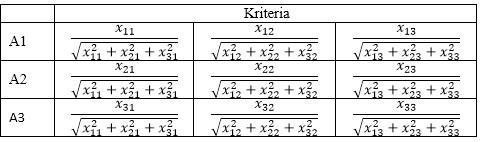 Kriteria
A1 $\frac{x_{11}}{\sqrt{x_{11}^2 + x_{21}^2 + x_{31}^2}}$ $\frac{x_{12}}{\sqrt{x_{12}^2 + x_{22}^2 + x_{32}^2}}$ $\frac{x_{13}}{\sqrt{x_{13}^2 + x_{23}^2 + x_{33}^2}}$
A2 $\frac{x_{21}}{\sqrt{x_{11}^2 + x_{21}^2 + x_{31}^2}}$ $\frac{x_{22}}{\sqrt{x_{12}^2 + x_{22}^2 + x_{32}^2}}$ $\frac{x_{23}}{\sqrt{x_{13}^2 + x_{23}^2 + x_{33}^2}}$
A3 $\frac{x_{31}}{\sqrt{x_{11}^2 + x_{21}^2 + x_{31}^2}}$ $\frac{x_{32}}{\sqrt{x_{12}^2 + x_{22}^2 + x_{32}^2}}$ $\frac{x_{33}}{\sqrt{x_{13}^2 + x_{23}^2 + x_{33}^2}}$